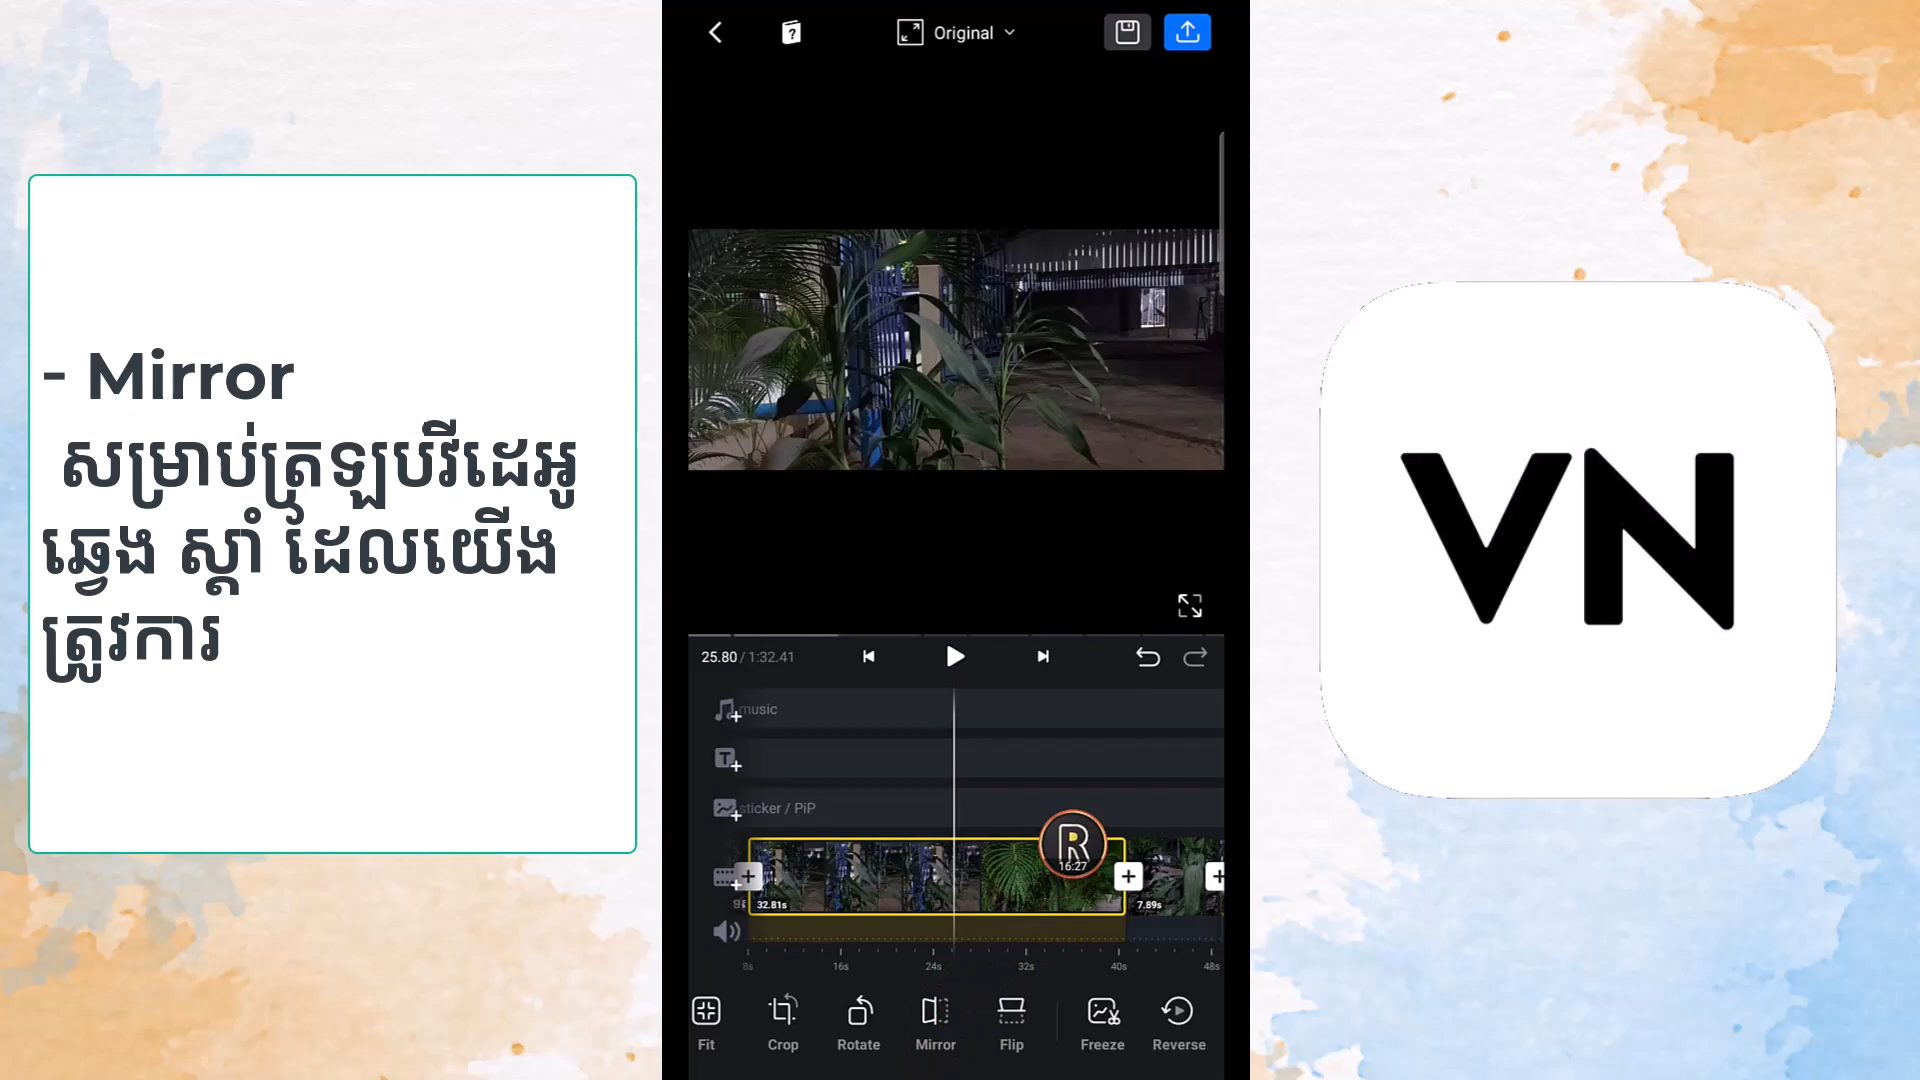 Original
- Mirror
សម្រាប់ត្រឡប់វីដេអូ
ឆ្វេង ស្តាំ ដែលយើង
ត្រូវការ
VN
25.80 / 1:32.41
music
sticker / PiP
R
16:27
32.81s
7.89s
8s 16s 24s 32s 40s 48s
Fit Crop Rotate Mirror Flip Freeze Reverse